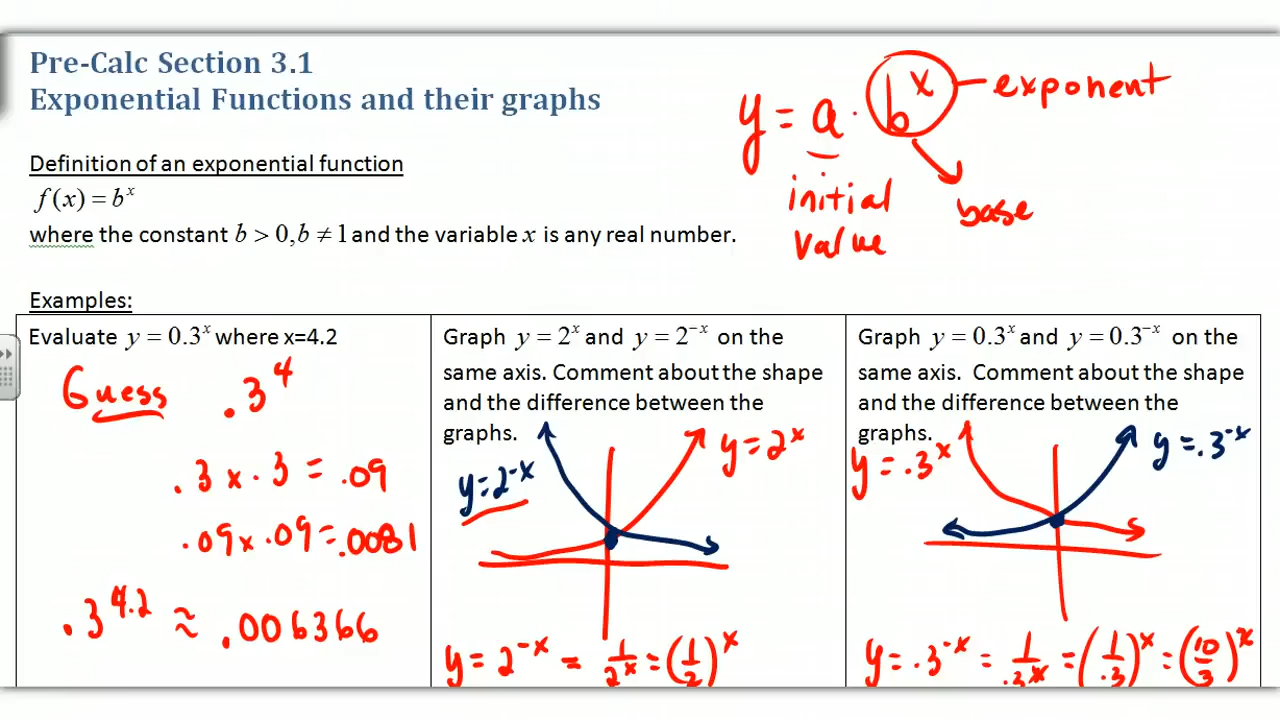 Pre-Calc Section 3.1
Exponential Functions and their graphs
y = a · b^x — exponent
initial value
base
Definition of an exponential function
f(x) = b^x
where the constant b > 0, b ≠ 1 and the variable x is any real number.
Examples:
Evaluate y = 0.3^x where x=4.2
Guess .3^4
.3 x .3 = .09
.09 x .09 = .0081
.3^4.2 ≈ .006366
Graph y = 2^x and y = 2^-x on the
same axis. Comment about the shape
and the difference between the
graphs.
y = 2^x
y = 2^-x
y = 2^-x = 1/2^x = (1/2)^x
Graph y = 0.3^x and y = 0.3^-x on the
same axis. Comment about the shape
and the difference between the
graphs.
y = .3^x
y = .3^-x
y = .3^-x = 1/.3^x = (1/.3)^x = (10/3)^x